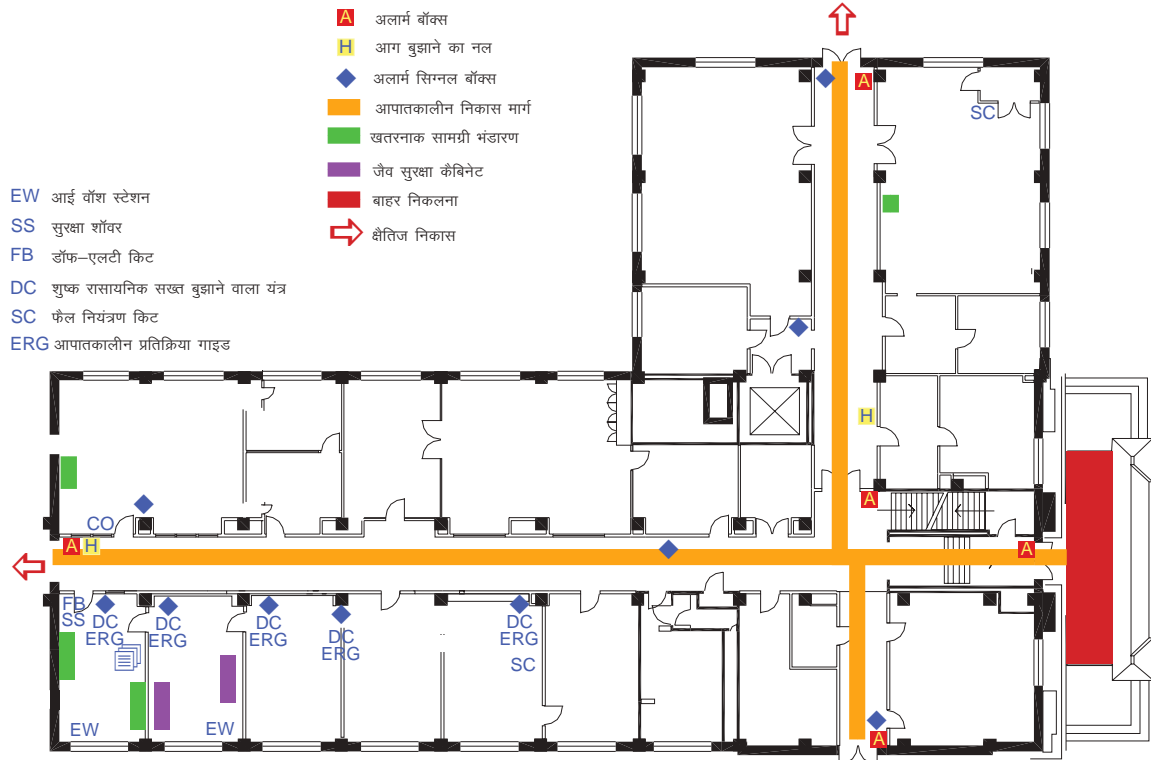 A अलार्म बॉक्स
H आग बुझाने का नल
अलार्म सिग्नल बॉक्स
आपातकालीन निकास मार्ग
खतरनाक सामग्री भंडारण
जैव सुरक्षा कैबिनेट
बाहर निकलना
क्षैतिज निकास
EW आई वॉश स्टेशन
SS सुरक्षा शॉवर
FB डॉफ–एलटी किट
DC शुष्क रासायनिक सख्त बुझाने वाला यंत्र
SC फैल नियंत्रण किट
ERG आपातकालीन प्रतिक्रिया गाइड
A
SC
H
A
CO
A H
A
FB
SS
DC
ERG
DC
ERG
DC
ERG
DC
ERG
DC
ERG
SC
EW
EW
A